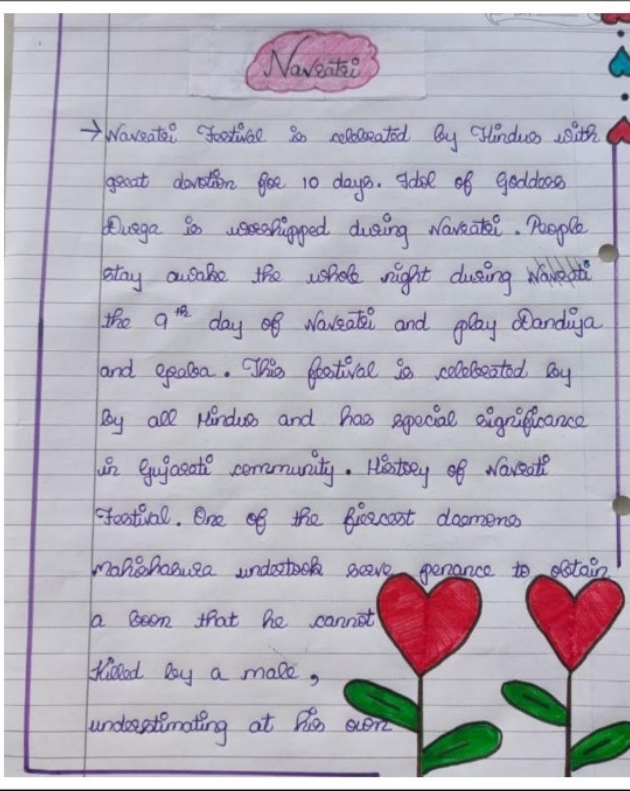 Navratri
→ Navratri Festival is celebrated by Hindus with
great devotion for 10 days. Idol of Goddess
Durga is worshipped during Navratri. People
stay awake the whole night during Navrati
the 9th day of Navratri and play Dandiya
and garba. This festival is celebrated by
by all Hindus and has special significance
in Gujarati community. History of Navrati
Festival. One of the fiercest daemons
mahishasura undertook seve penance to obtain
a boon that he cannot
killed by a male,
understimating at his own